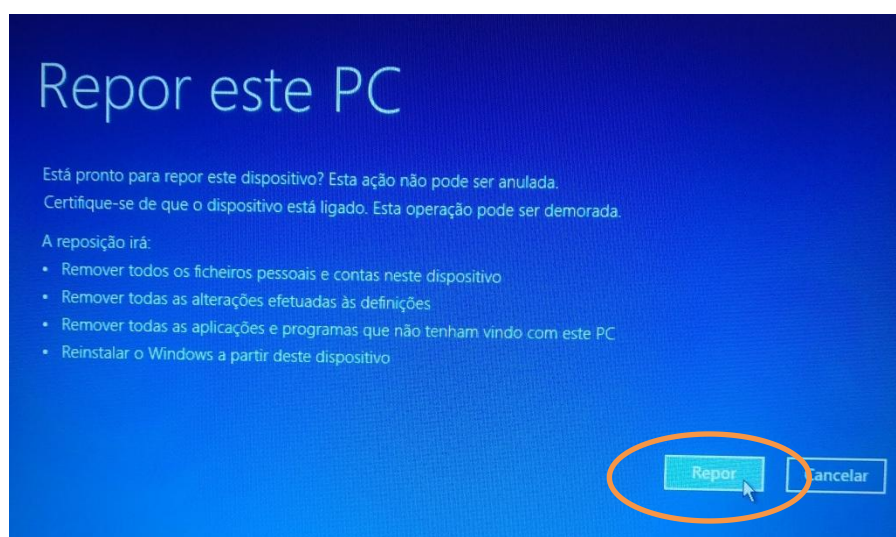 Repor este PC
Está pronto para repor este dispositivo? Esta ação não pode ser anulada.
Certifique-se de que o dispositivo está ligado. Esta operação pode ser demorada.
A reposição irá:
• Remover todos os ficheiros pessoais e contas neste dispositivo
• Remover todas as alterações efetuadas às definições
• Remover todas as aplicações e programas que não tenham vindo com este PC
• Reinstalar o Windows a partir deste dispositivo
Repor Cancelar